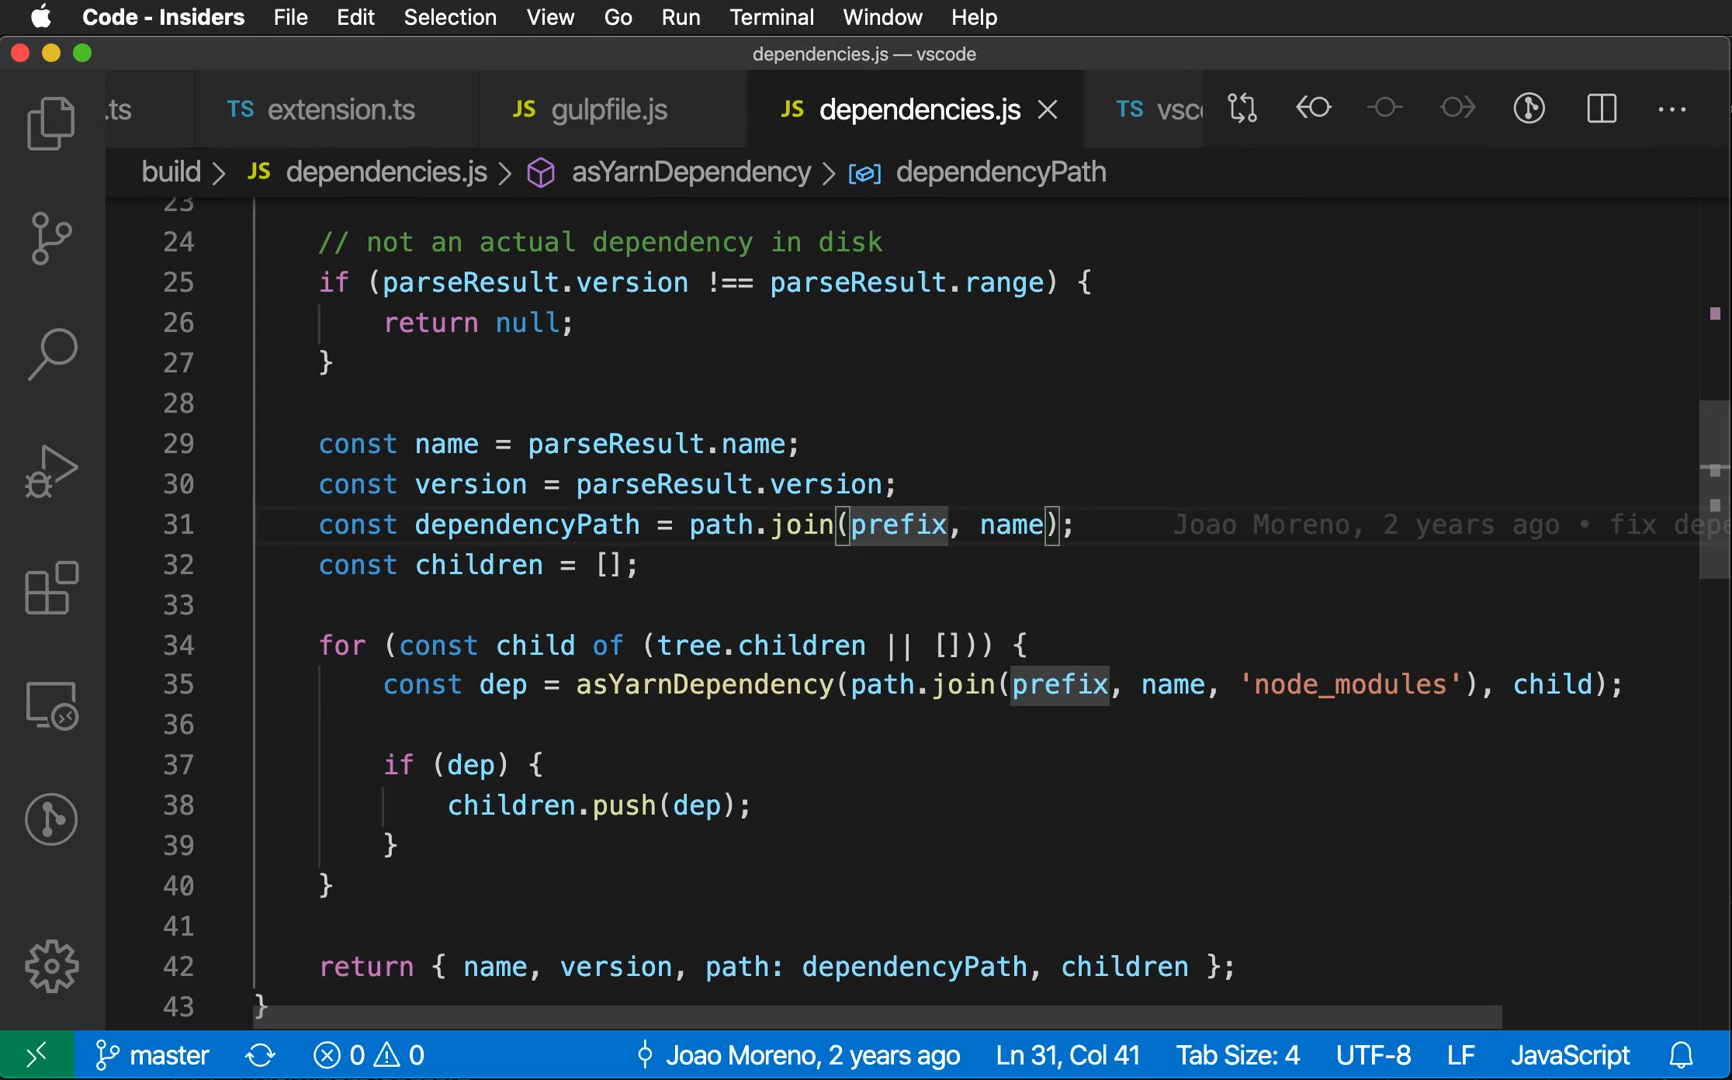 Code - Insiders File Edit Selection View Go Run Terminal Window Help
dependencies.js — vscode
.ts TS extension.ts JS gulpfile.js JS dependencies.js TS vsc
build > JS dependencies.js > asYarnDependency > dependencyPath
23
24 // not an actual dependency in disk
25 if (parseResult.version !== parseResult.range) {
26 return null;
27 }
28
29 const name = parseResult.name;
30 const version = parseResult.version;
31 const dependencyPath = path.join(prefix, name); Joao Moreno, 2 years ago • fix depe
32 const children = [];
33
34 for (const child of (tree.children || [])) {
35 const dep = asYarnDependency(path.join(prefix, name, 'node_modules'), child);
36
37 if (dep) {
38 children.push(dep);
39 }
40 }
41
42 return { name, version, path: dependencyPath, children };
43 }
master 0 0 Joao Moreno, 2 years ago Ln 31, Col 41 Tab Size: 4 UTF-8 LF JavaScript